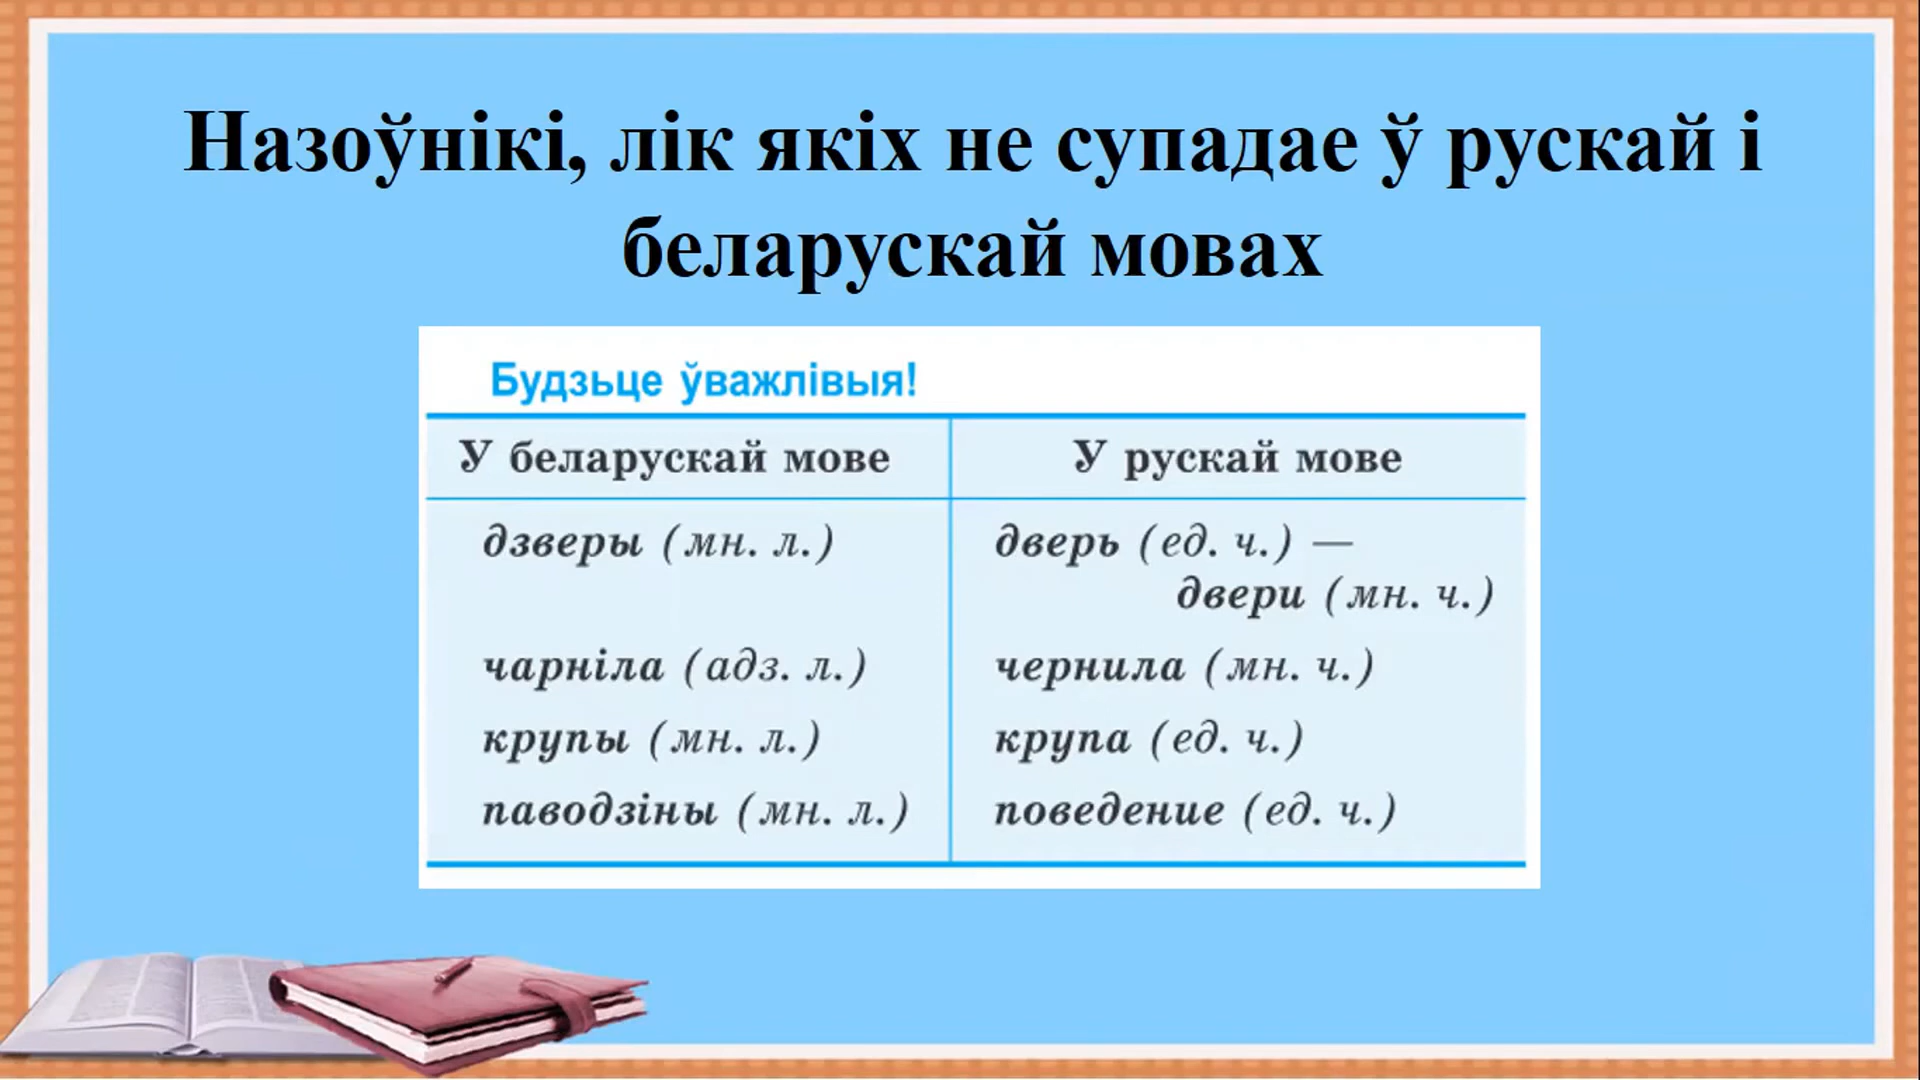 Назоўнікі, лік якіх не супадае ў рускай і
беларускай мовах
Будзьце ўважлівыя!
У беларускай мове	У рускай мове
дзверы (мн. л.)	дверь (ед. ч.) —
двери (мн. ч.)
чарніла (адз. л.)	чернила (мн. ч.)
крупы (мн. л.)	крупа (ед. ч.)
паводзіны (мн. л.)	поведение (ед. ч.)